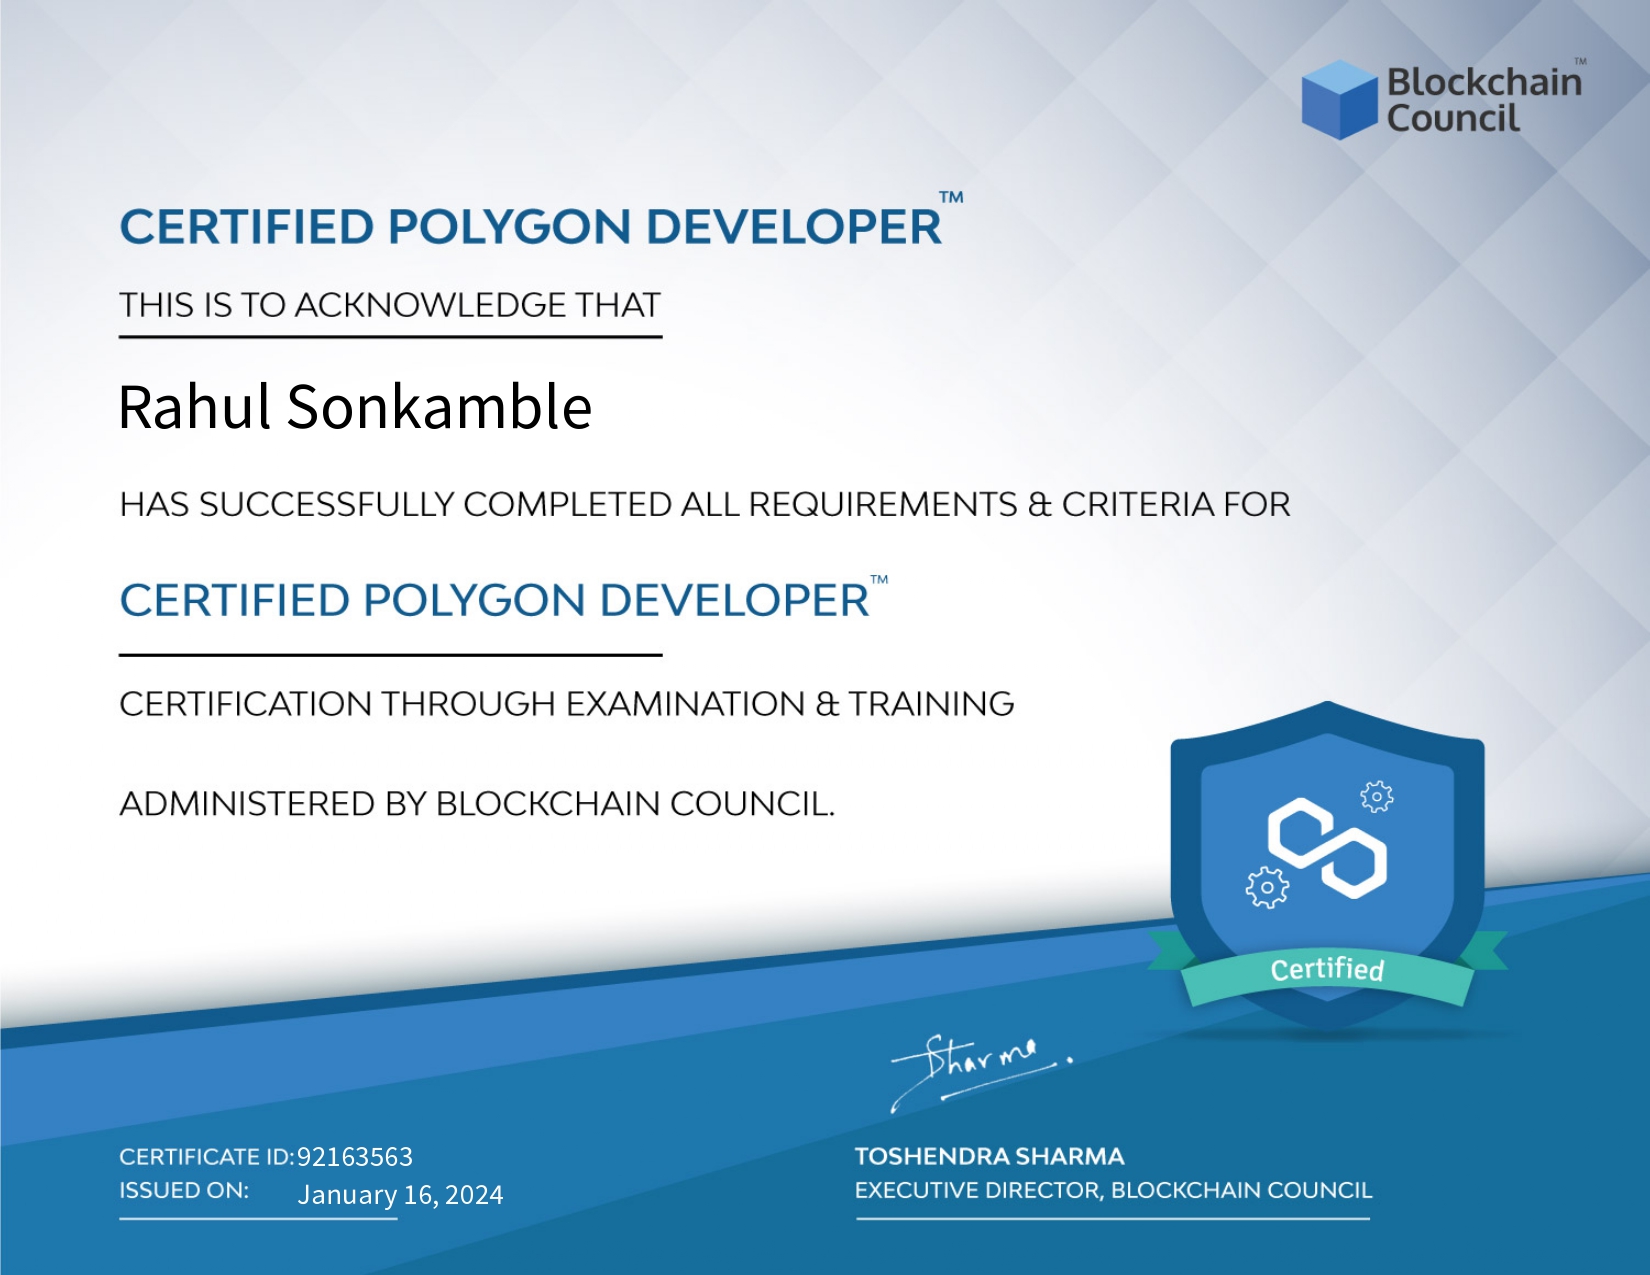 Blockchain™
Council
CERTIFIED POLYGON DEVELOPER™
THIS IS TO ACKNOWLEDGE THAT
Rahul Sonkamble
HAS SUCCESSFULLY COMPLETED ALL REQUIREMENTS & CRITERIA FOR
CERTIFIED POLYGON DEVELOPER™
CERTIFICATION THROUGH EXAMINATION & TRAINING
ADMINISTERED BY BLOCKCHAIN COUNCIL.
Certified
Sharma
CERTIFICATE ID: 92163563
ISSUED ON: January 16, 2024
TOSHENDRA SHARMA
EXECUTIVE DIRECTOR, BLOCKCHAIN COUNCIL